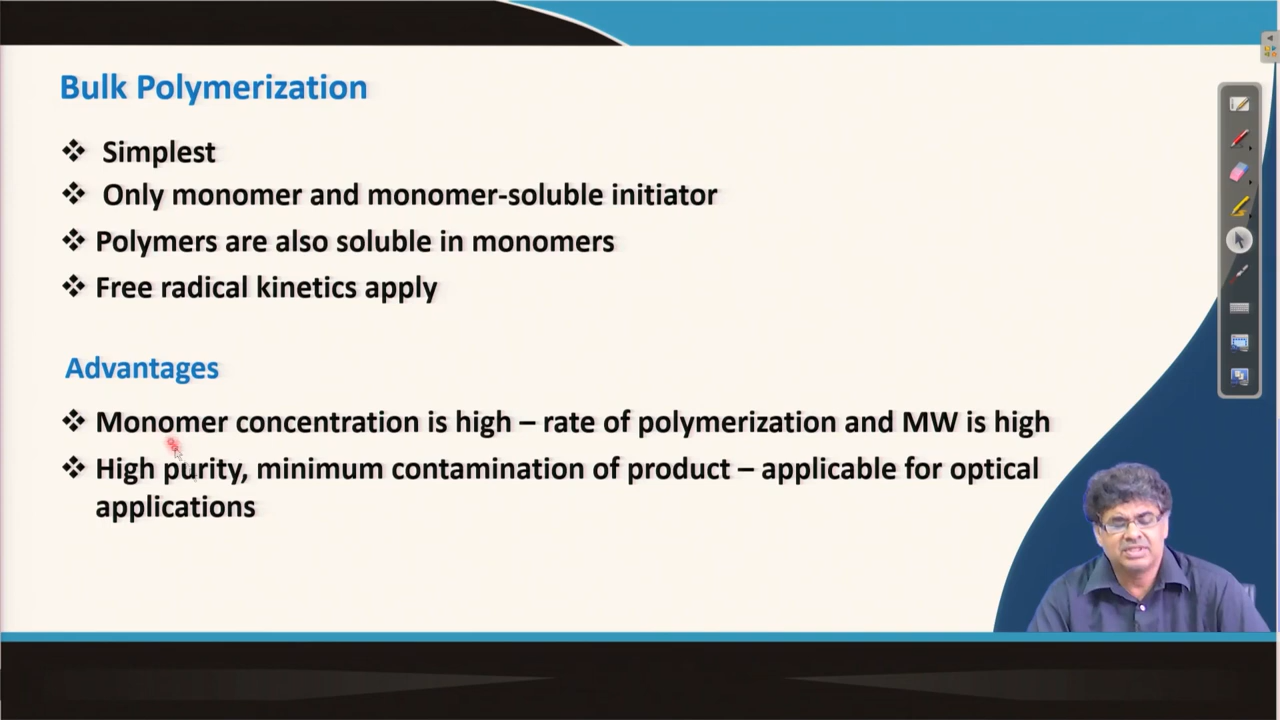 Bulk Polymerization
❖ Simplest
❖ Only monomer and monomer-soluble initiator
❖ Polymers are also soluble in monomers
❖ Free radical kinetics apply
Advantages
❖ Monomer concentration is high – rate of polymerization and MW is high
❖ High purity, minimum contamination of product – applicable for optical
applications